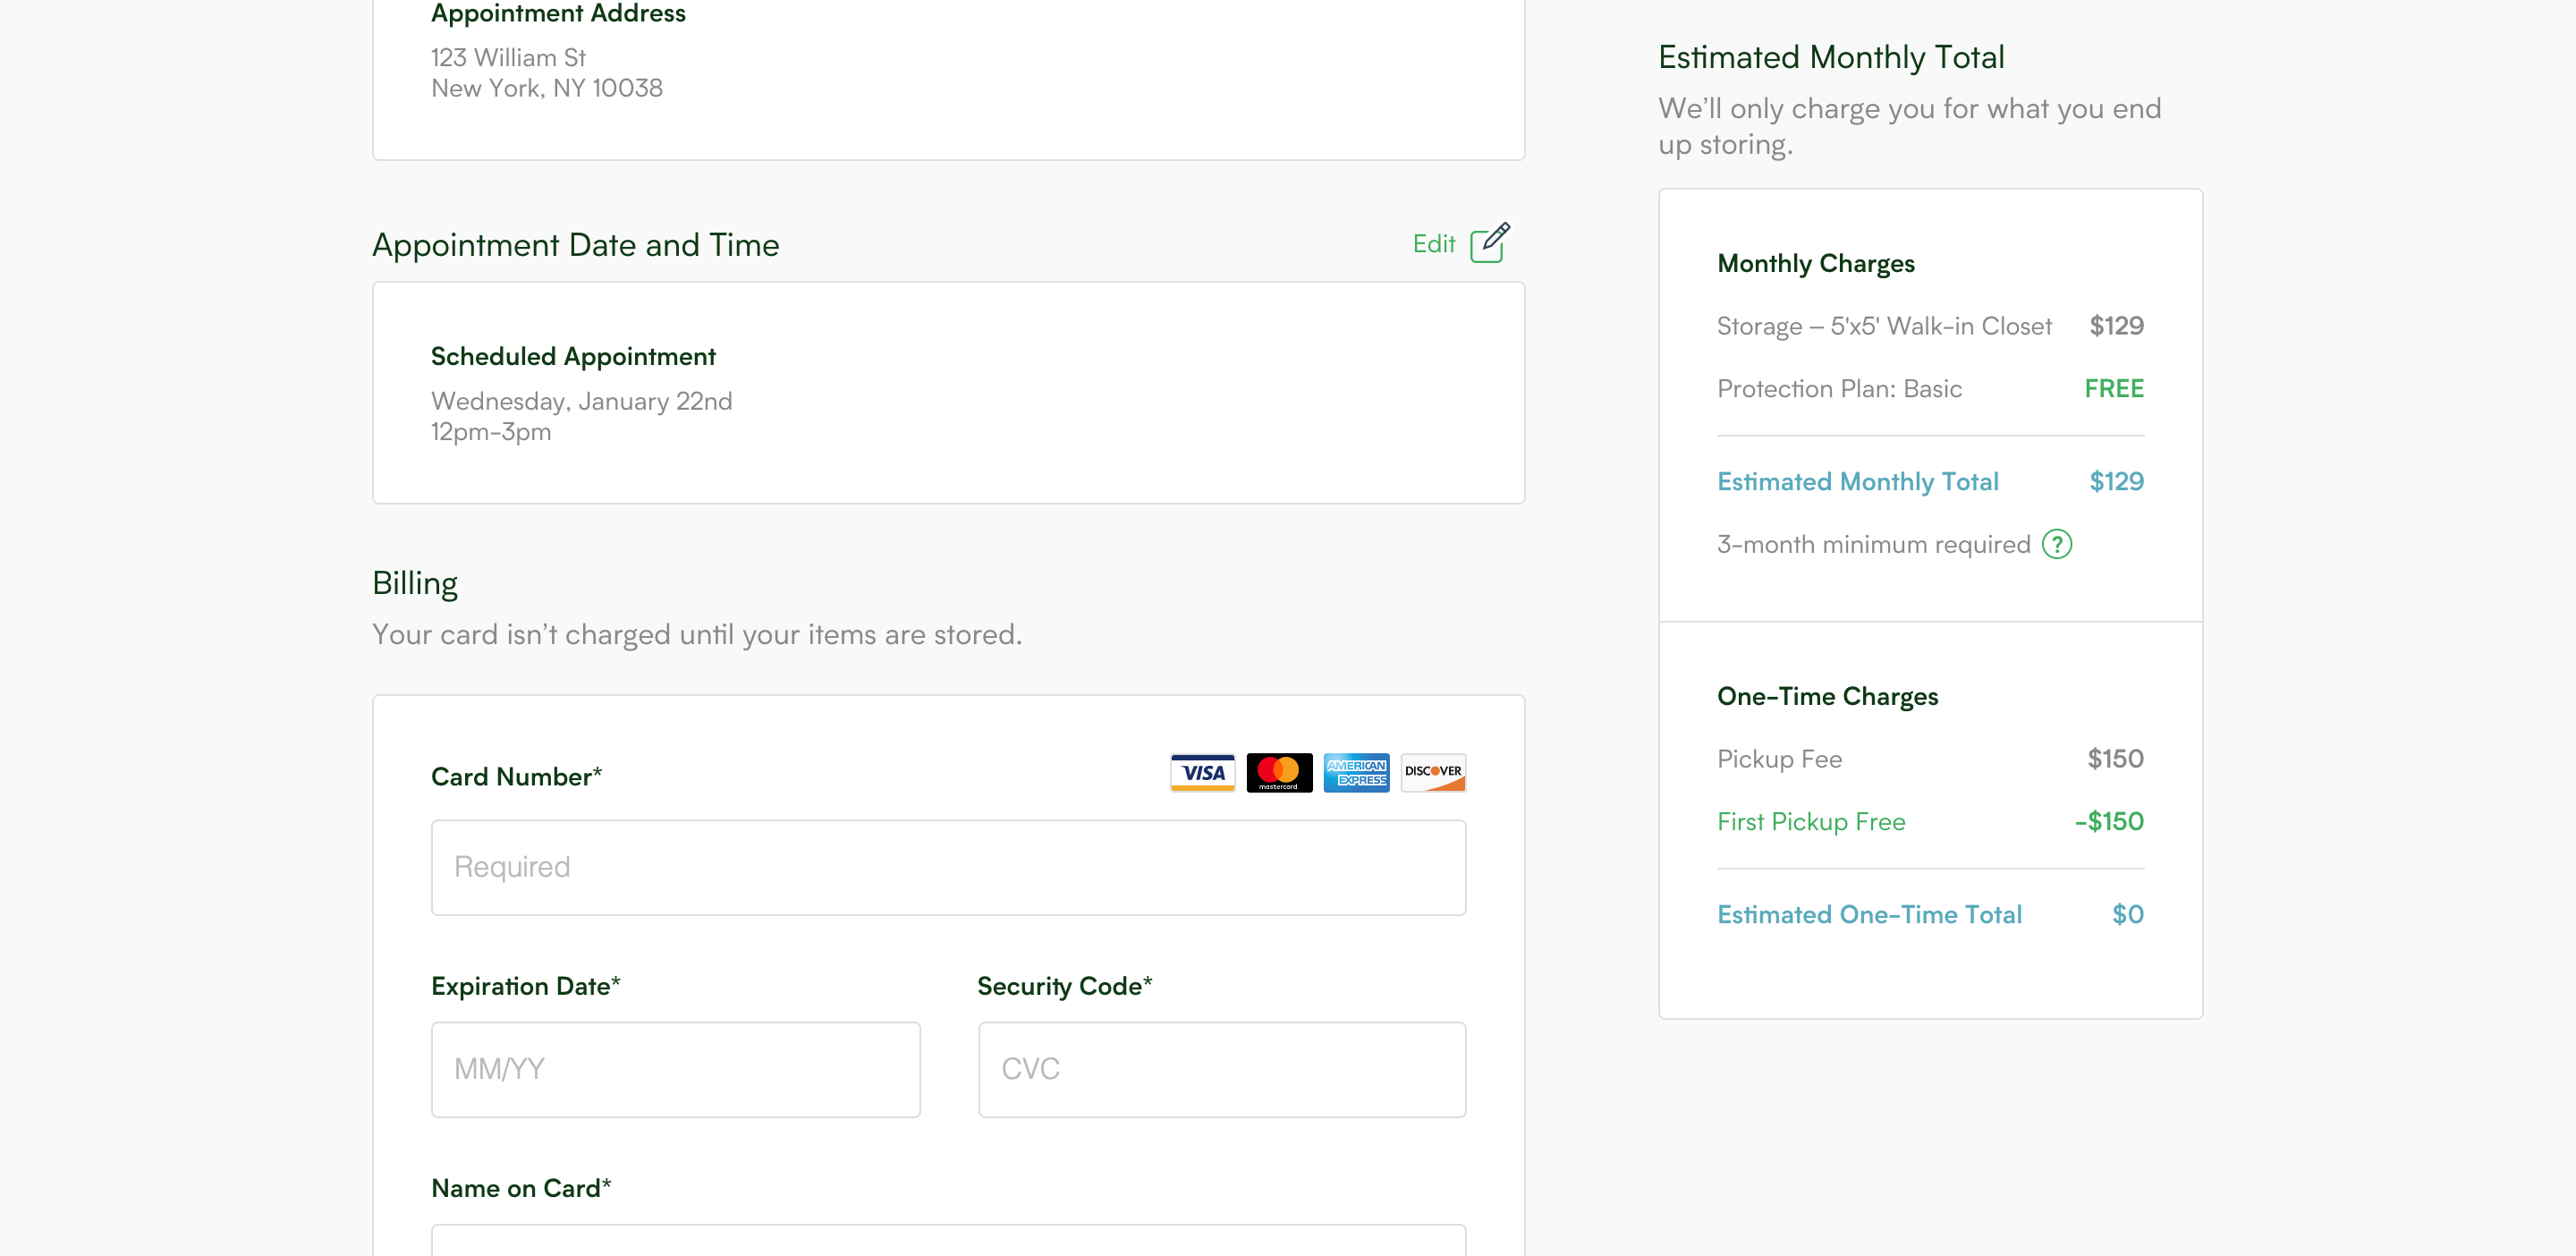 Appointment Address
123 William St
New York, NY 10038
Appointment Date and Time
Edit
Scheduled Appointment
Wednesday, January 22nd
12pm-3pm
Billing
Your card isn’t charged until your items are stored.
Card Number*
VISA
mastercard.
AMERICAN
EXPRESS
DISCOVER
Required
Expiration Date*
Security Code*
MM/YY
CVC
Name on Card*
Estimated Monthly Total
We’ll only charge you for what you end
up storing.
Monthly Charges
Storage – 5'x5' Walk-in Closet $129
Protection Plan: Basic FREE
Estimated Monthly Total $129
3-month minimum required ?
One-Time Charges
Pickup Fee $150
First Pickup Free -$150
Estimated One-Time Total $0